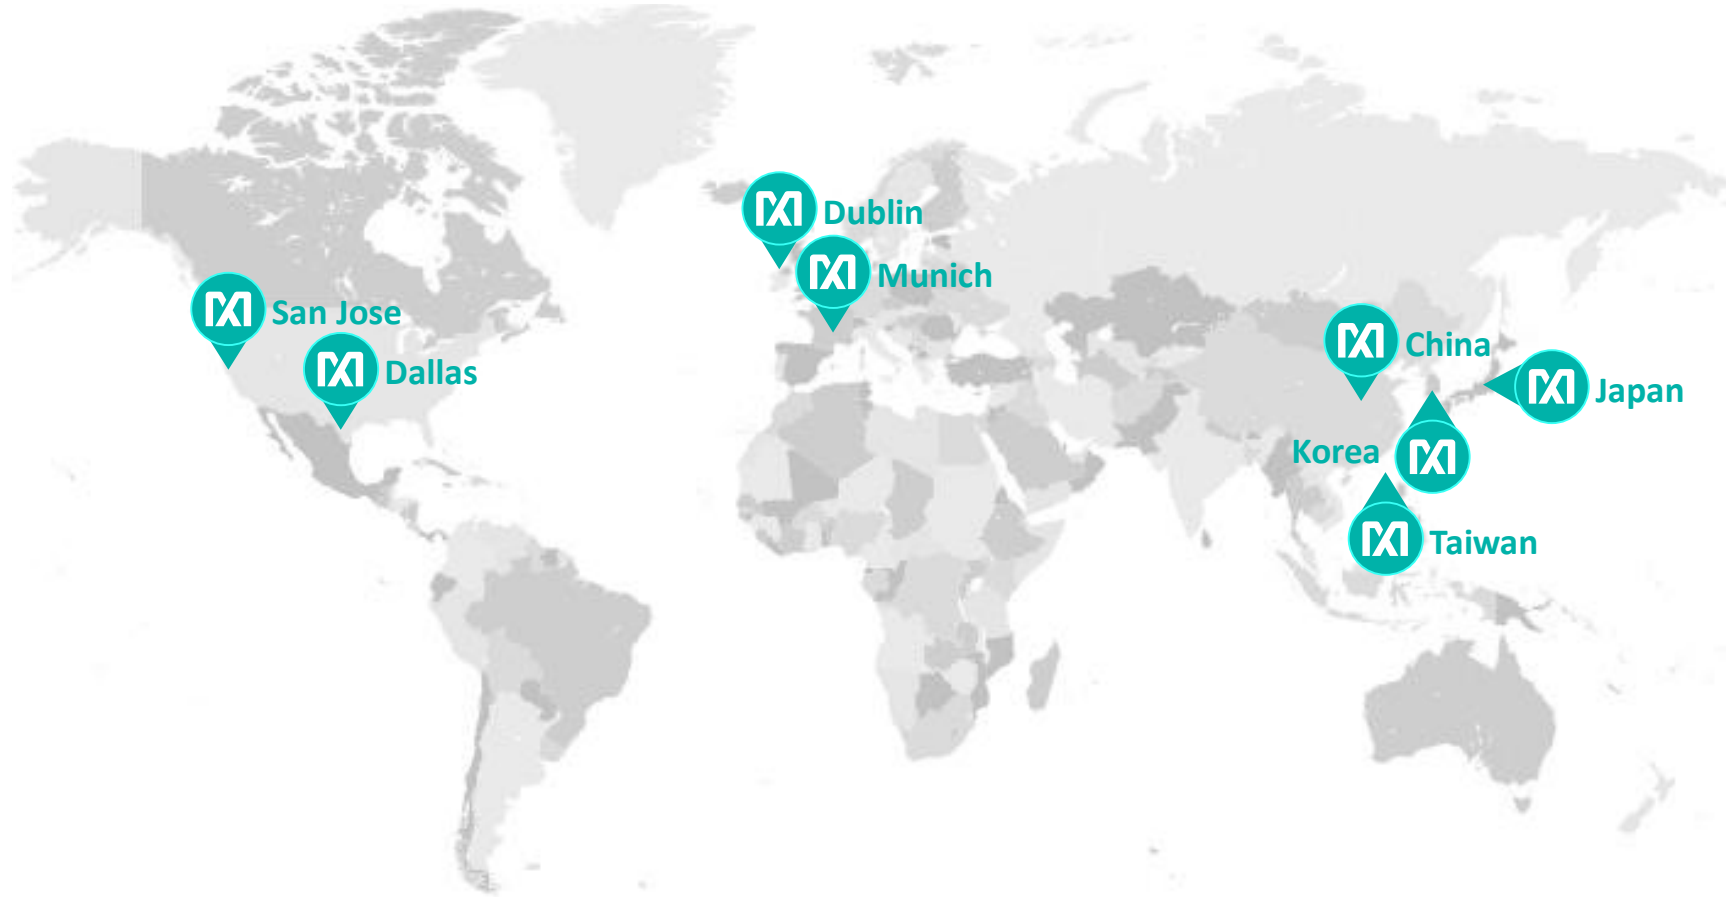 Dublin
Munich
San Jose
Dallas
China
Japan
Korea
Taiwan